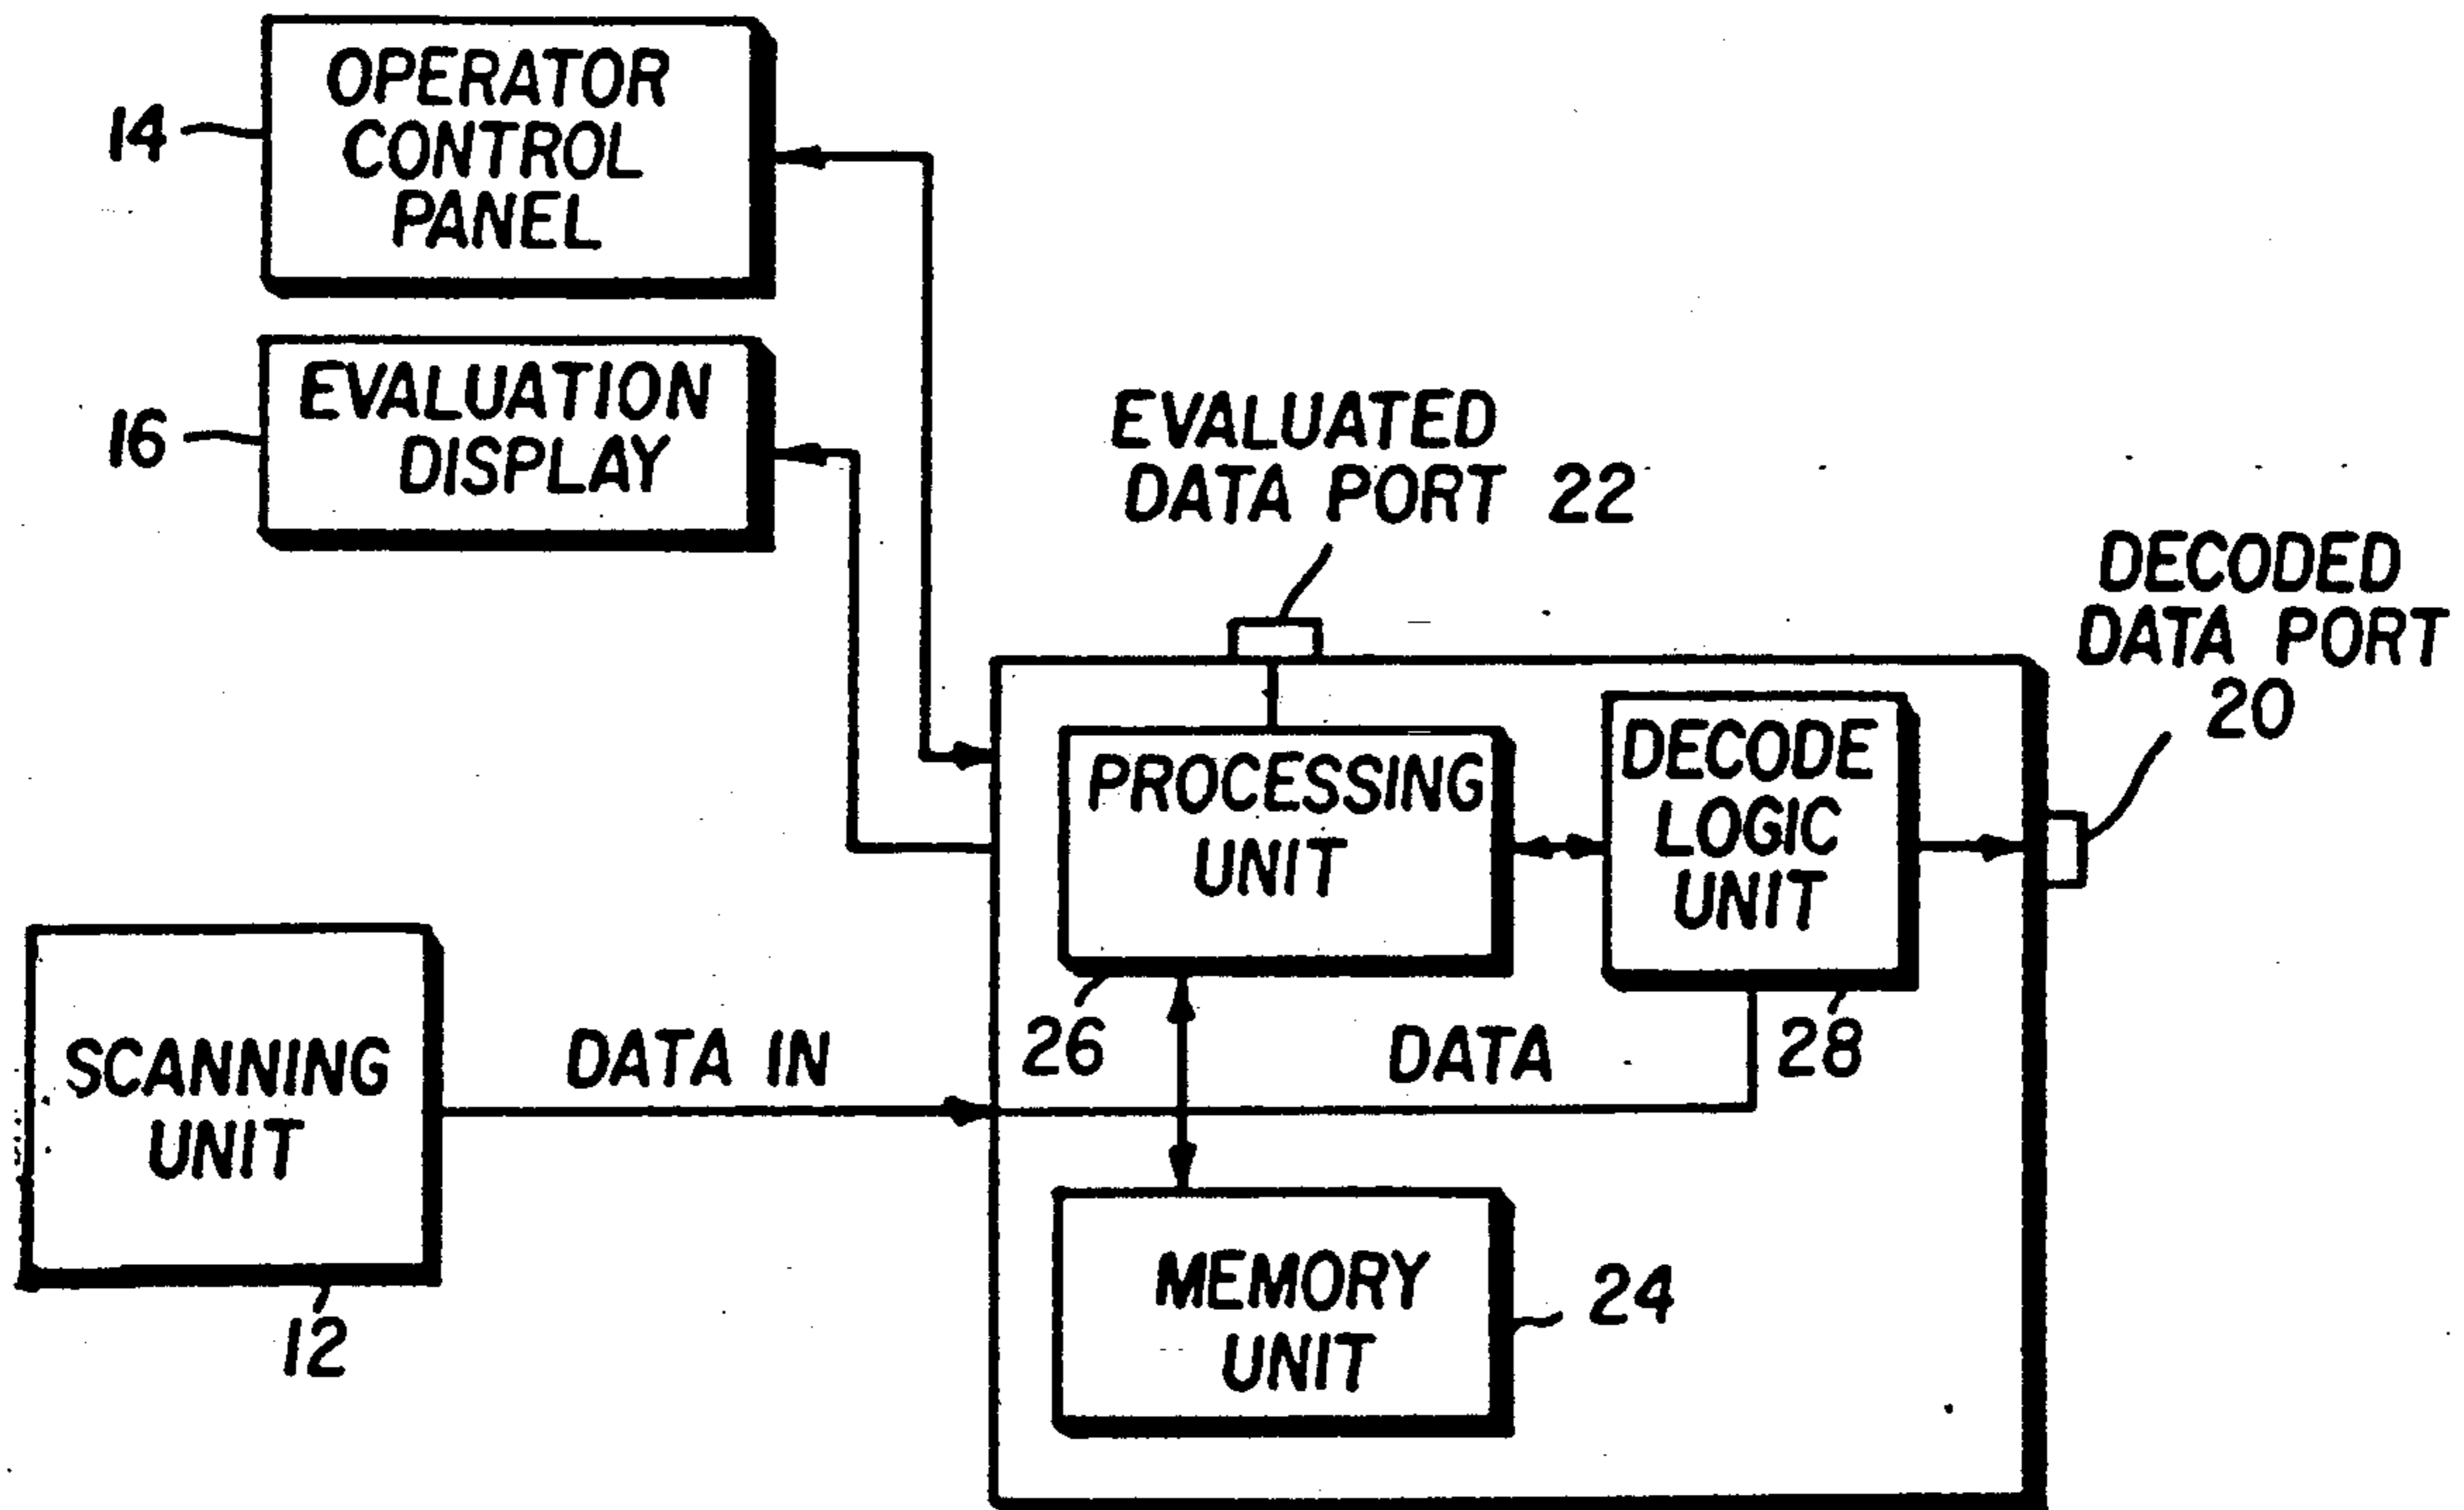 OPERATOR
CONTROL
PANEL
14
EVALUATION
DISPLAY
16
EVALUATED
DATA PORT 22
DECODED
DATA PORT
20
PROCESSING
UNIT
DECODE
LOGIC
UNIT
26
28
SCANNING
UNIT
DATA IN
DATA
12
MEMORY
UNIT
24